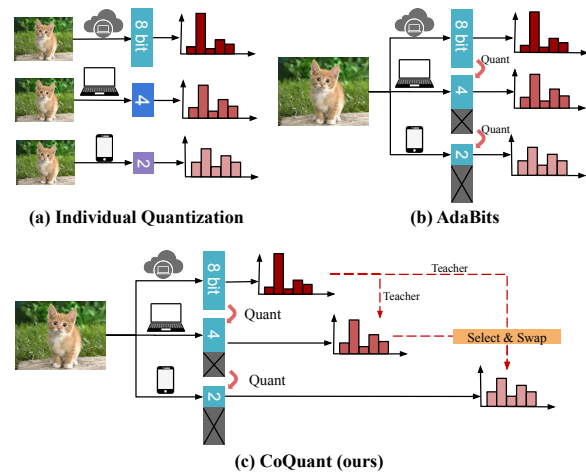 8 bit
4
2
(a) Individual Quantization
8 bit
Quant
4
Quant
2
(b) AdaBits
8 bit
Teacher
Teacher
Quant
4
Select & Swap
Quant
2
(c) CoQuant (ours)